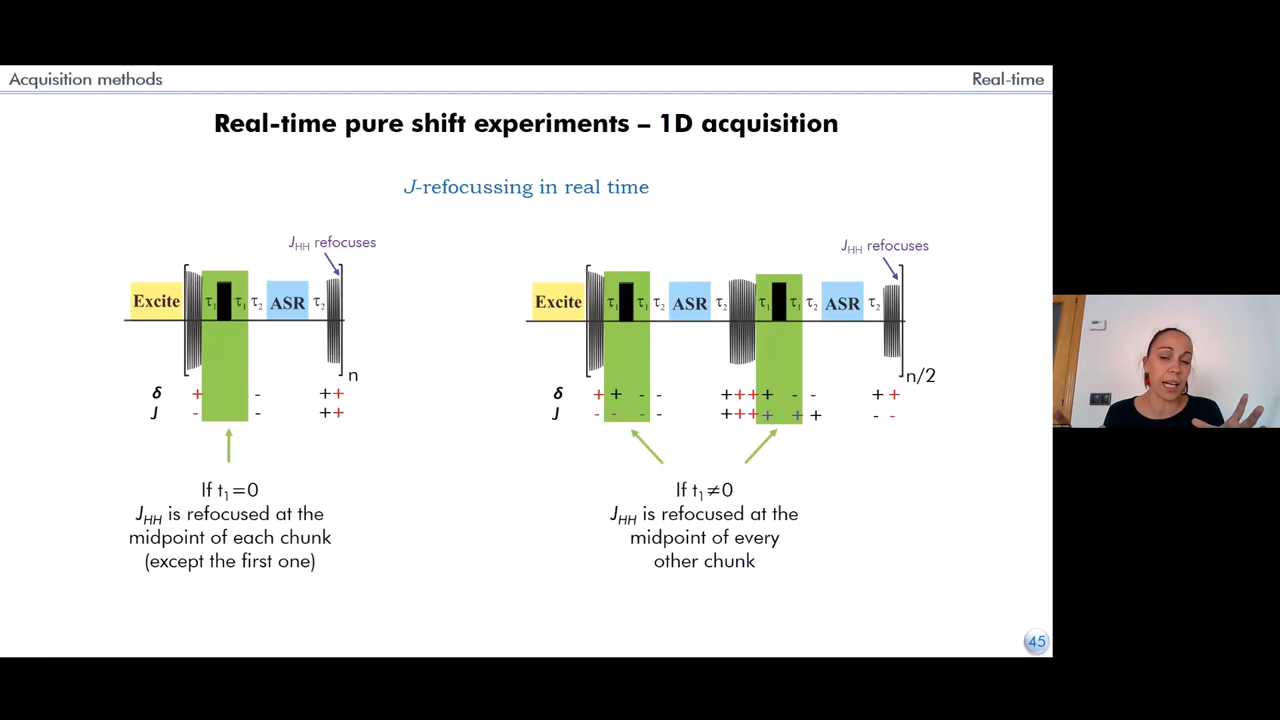 Acquisition methods
Real-time
Real-time pure shift experiments – 1D acquisition
J-refocussing in real time
JHH refocuses
Excite τ1 τ1 τ2 ASR τ2
n
δ + - ++
J - - ++
If t1=0
JHH is refocused at the
midpoint of each chunk
(except the first one)
JHH refocuses
Excite τ1 τ1 τ2 ASR τ2 τ1 τ1 τ2 ASR τ2
n/2
δ + + - - +++ + - - + +
J - - - - +++ + + + - -
If t1≠0
JHH is refocused at the
midpoint of every
other chunk
45